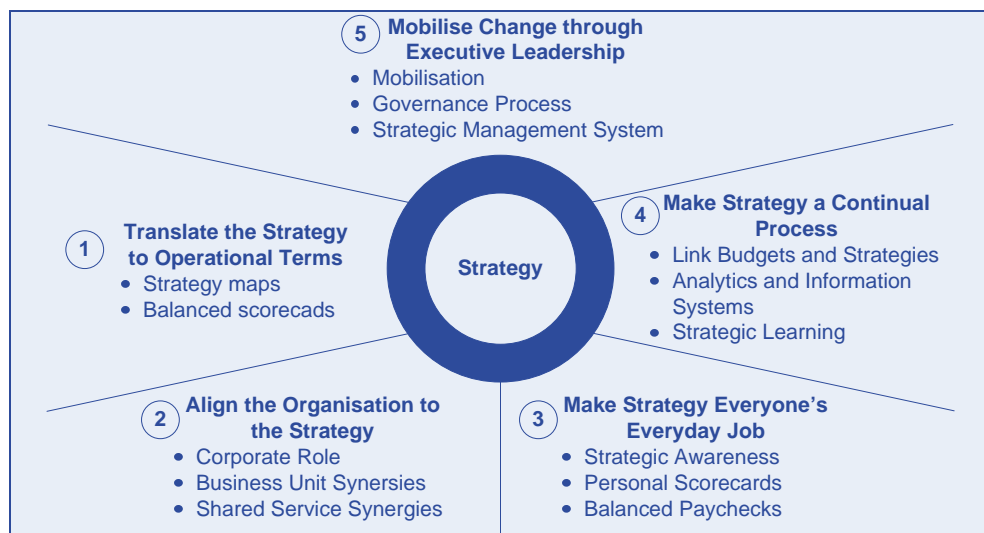 5 Mobilise Change through
Executive Leadership
• Mobilisation
• Governance Process
• Strategic Management System
1 Translate the Strategy
to Operational Terms
• Strategy maps
• Balanced scorecads
Strategy
4 Make Strategy a Continual
Process
• Link Budgets and Strategies
• Analytics and Information
Systems
• Strategic Learning
2 Align the Organisation to
the Strategy
• Corporate Role
• Business Unit Synersies
• Shared Service Synergies
3 Make Strategy Everyone’s
Everyday Job
• Strategic Awareness
• Personal Scorecards
• Balanced Paychecks